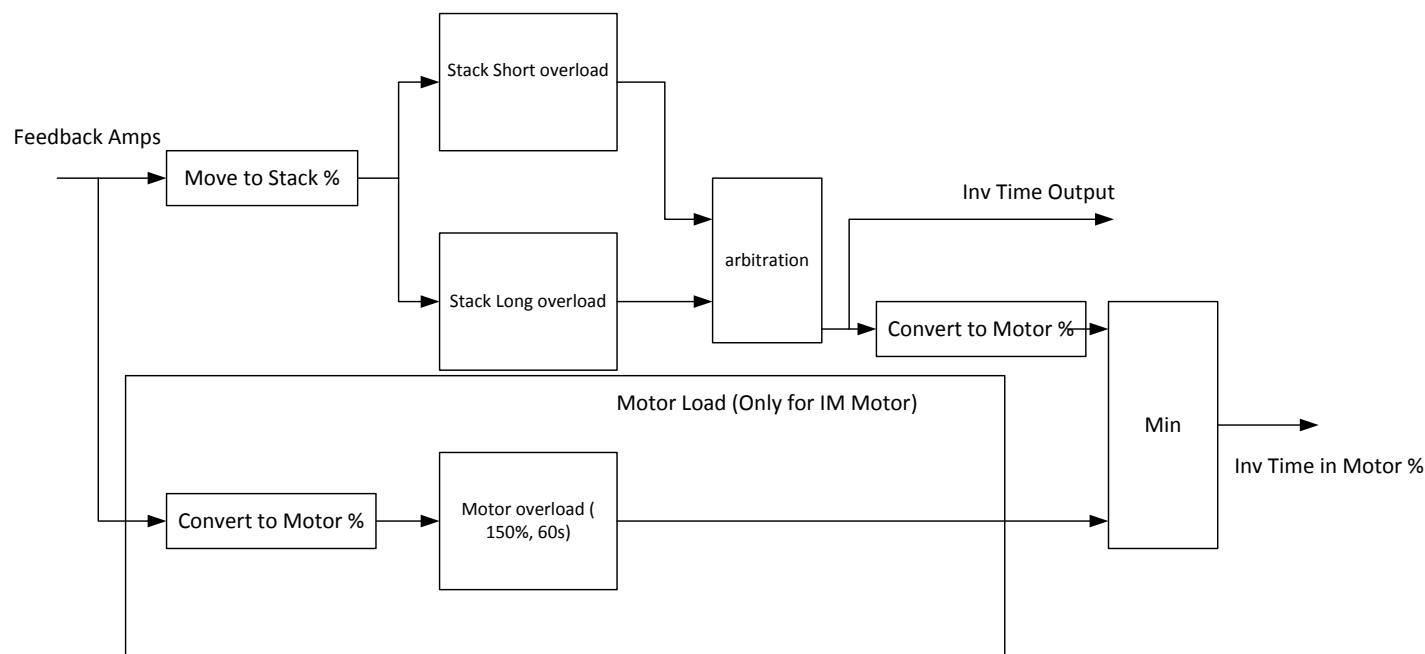 Stack Short overload
Feedback Amps
Move to Stack %
Inv Time Output
arbitration
Stack Long overload
Convert to Motor %
Motor Load (Only for IM Motor)
Min
Inv Time in Motor %
Convert to Motor %
Motor overload (
150%, 60s)